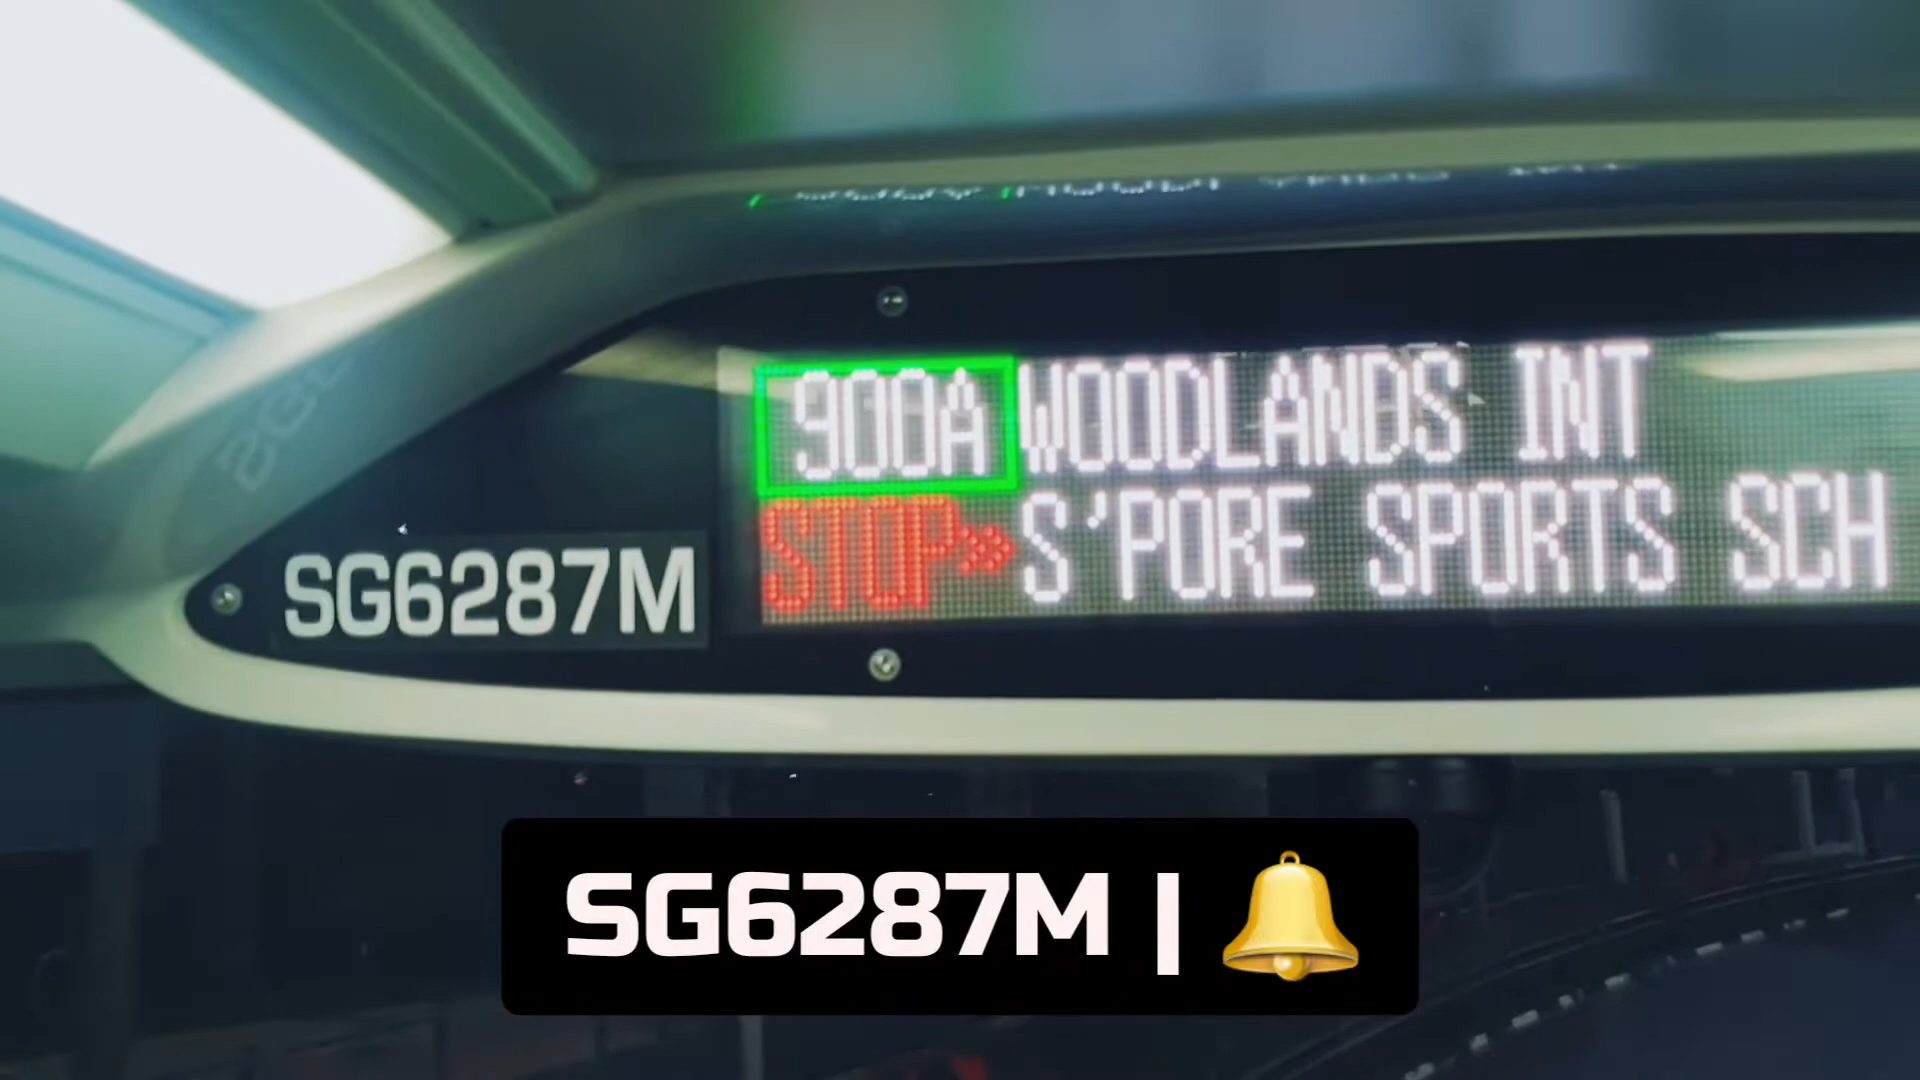 900A WOODLANDS INT
STOP» S'PORE SPORTS SCH
SG6287M
SG6287M | 🔔